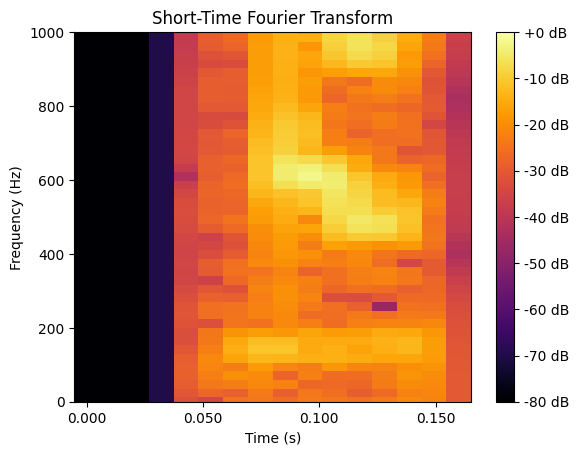 Short-Time Fourier Transform
Frequency (Hz)
1000
800
600
400
200
0
0.000
0.050
0.100
0.150
Time (s)
+0 dB
-10 dB
-20 dB
-30 dB
-40 dB
-50 dB
-60 dB
-70 dB
-80 dB